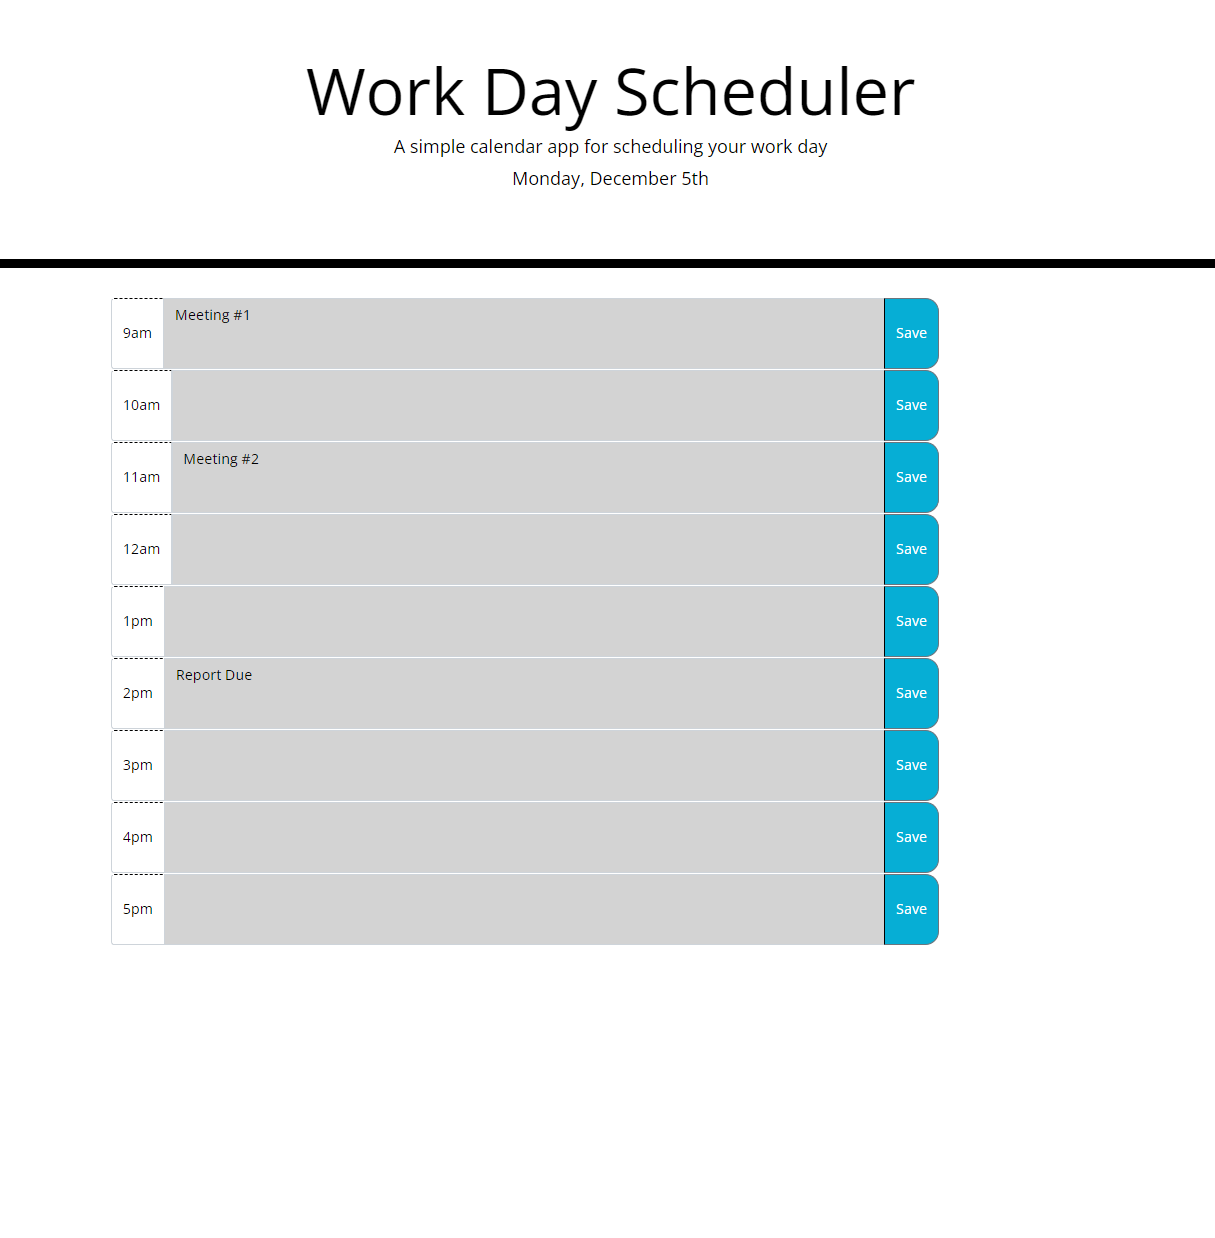 Work Day Scheduler
A simple calendar app for scheduling your work day
Monday, December 5th
9am Meeting #1 Save
10am Save
11am Meeting #2 Save
12am Save
1pm Save
2pm Report Due Save
3pm Save
4pm Save
5pm Save